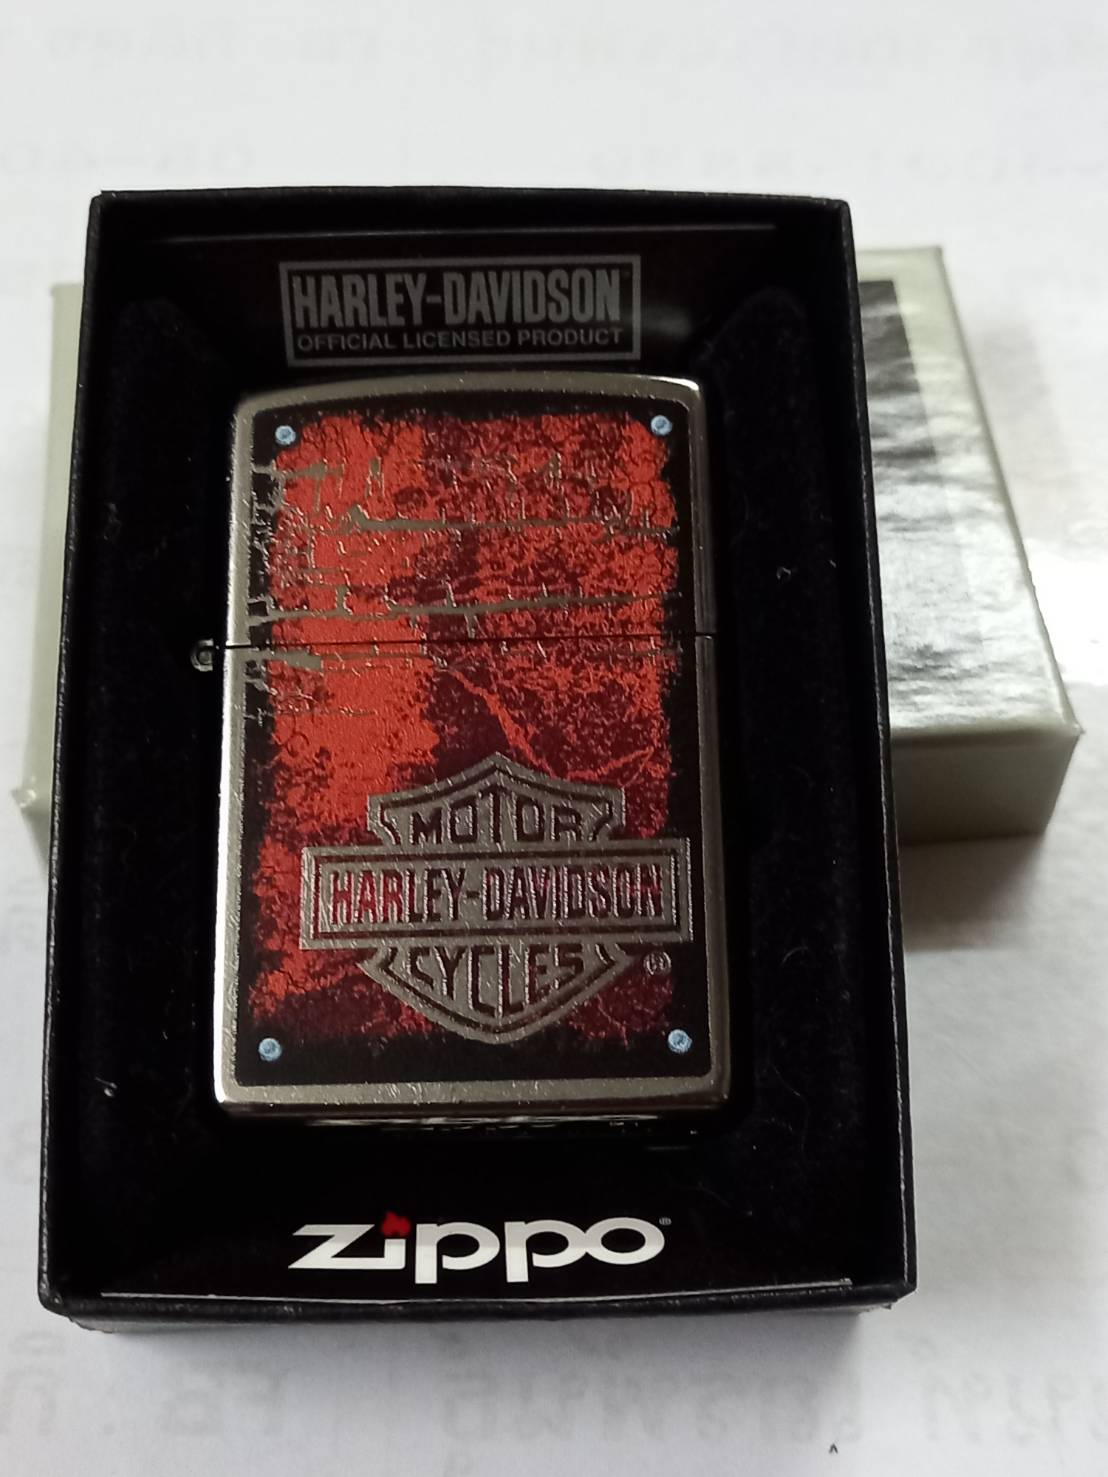 HARLEY-DAVIDSON
OFFICIAL LICENSED PRODUCT
MOTOR
HARLEY-DAVIDSON
CYCLES
®
zippo®